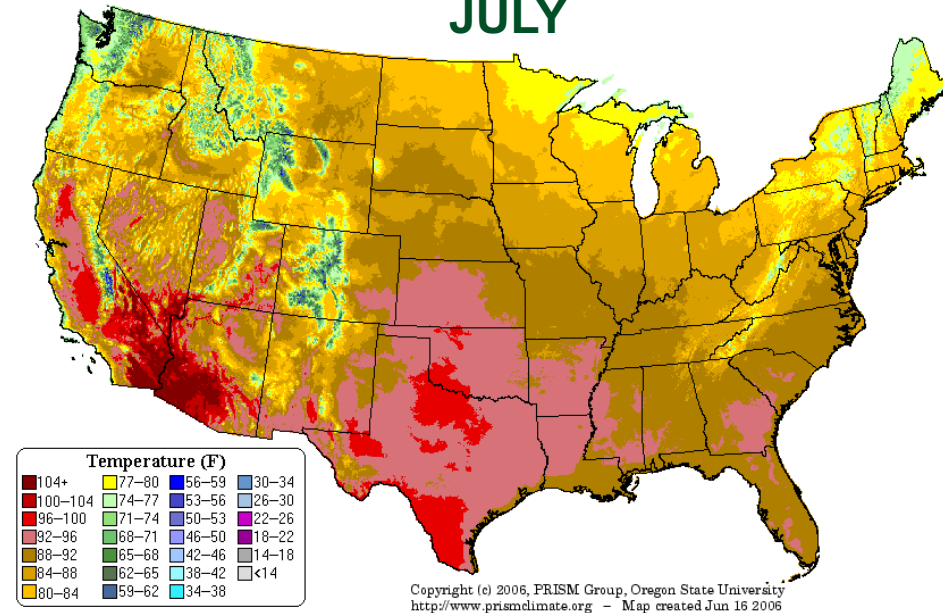 JULY
Temperature (F)
104+ 77–80 56–59 30–34
100–104 74–77 53–56 26–30
96–100 71–74 50–53 22–26
92–96 68–71 46–50 18–22
88–92 65–68 42–46 14–18
84–88 62–65 38–42 <14
80–84 59–62 34–38
Copyright (c) 2006, PRISM Group, Oregon State University
http://www.prismclimate.org – Map created Jun 16 2006